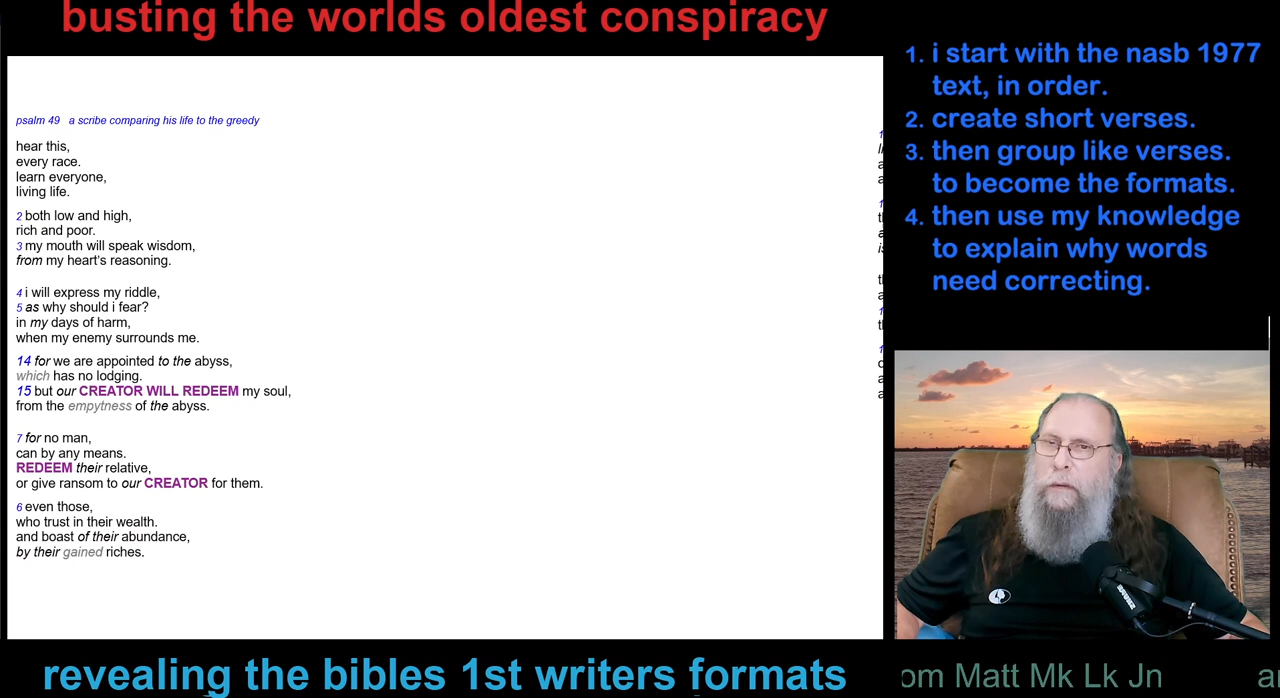 busting the worlds oldest conspiracy
psalm 49 a scribe comparing his life to the greedy
hear this,
every race.
learn everyone,
living life.
2 both low and high,
rich and poor.
3 my mouth will speak wisdom,
from my heart's reasoning.
4 i will express my riddle,
5 as why should i fear?
in my days of harm,
when my enemy surrounds me.
14 for we are appointed to the abyss,
which has no lodging.
15 but our CREATOR WILL REDEEM my soul,
from the empytness of the abyss.
7 for no man,
can by any means.
REDEEM their relative,
or give ransom to our CREATOR for them.
6 even those,
who trust in their wealth.
and boast of their abundance,
by their gained riches.
1. i start with the nasb 1977
text, in order.
2. create short verses.
3. then group like verses.
to become the formats.
4. then use my knowledge
to explain why words
need correcting.
revealing the bibles 1st writers formats
om Matt Mk Lk Jn a